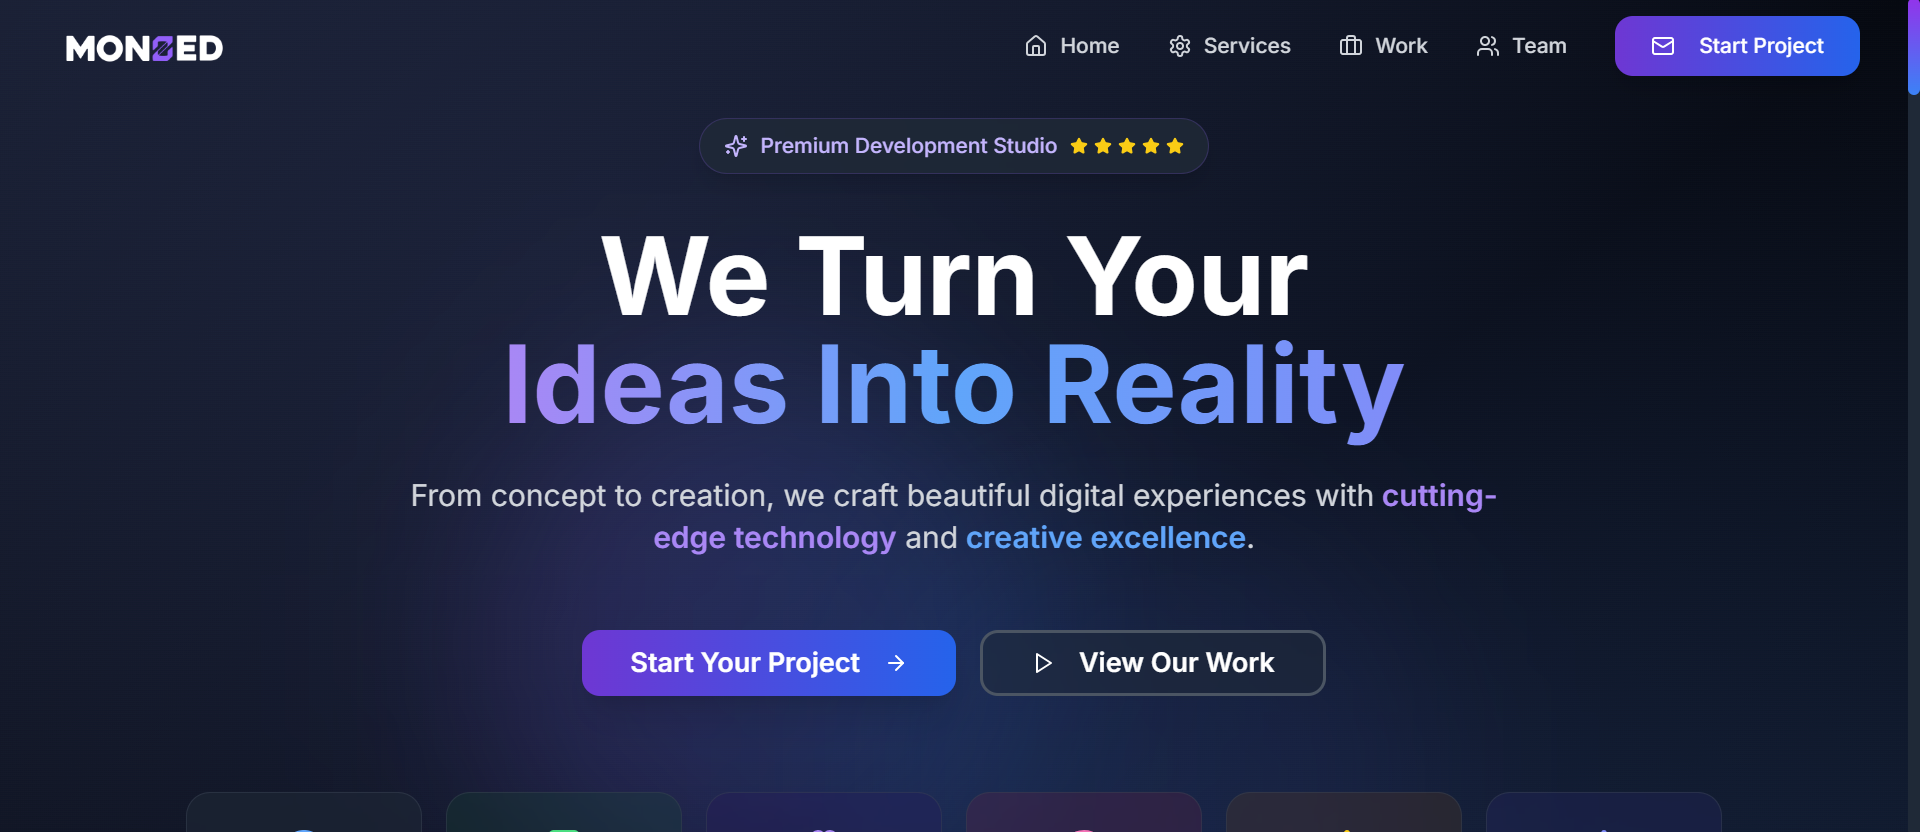 MONZED
Home
Services
Work
Team
Start Project
Premium Development Studio
We Turn Your
Ideas Into Reality
From concept to creation, we craft beautiful digital experiences with cutting-
edge technology and creative excellence.
Start Your Project
View Our Work